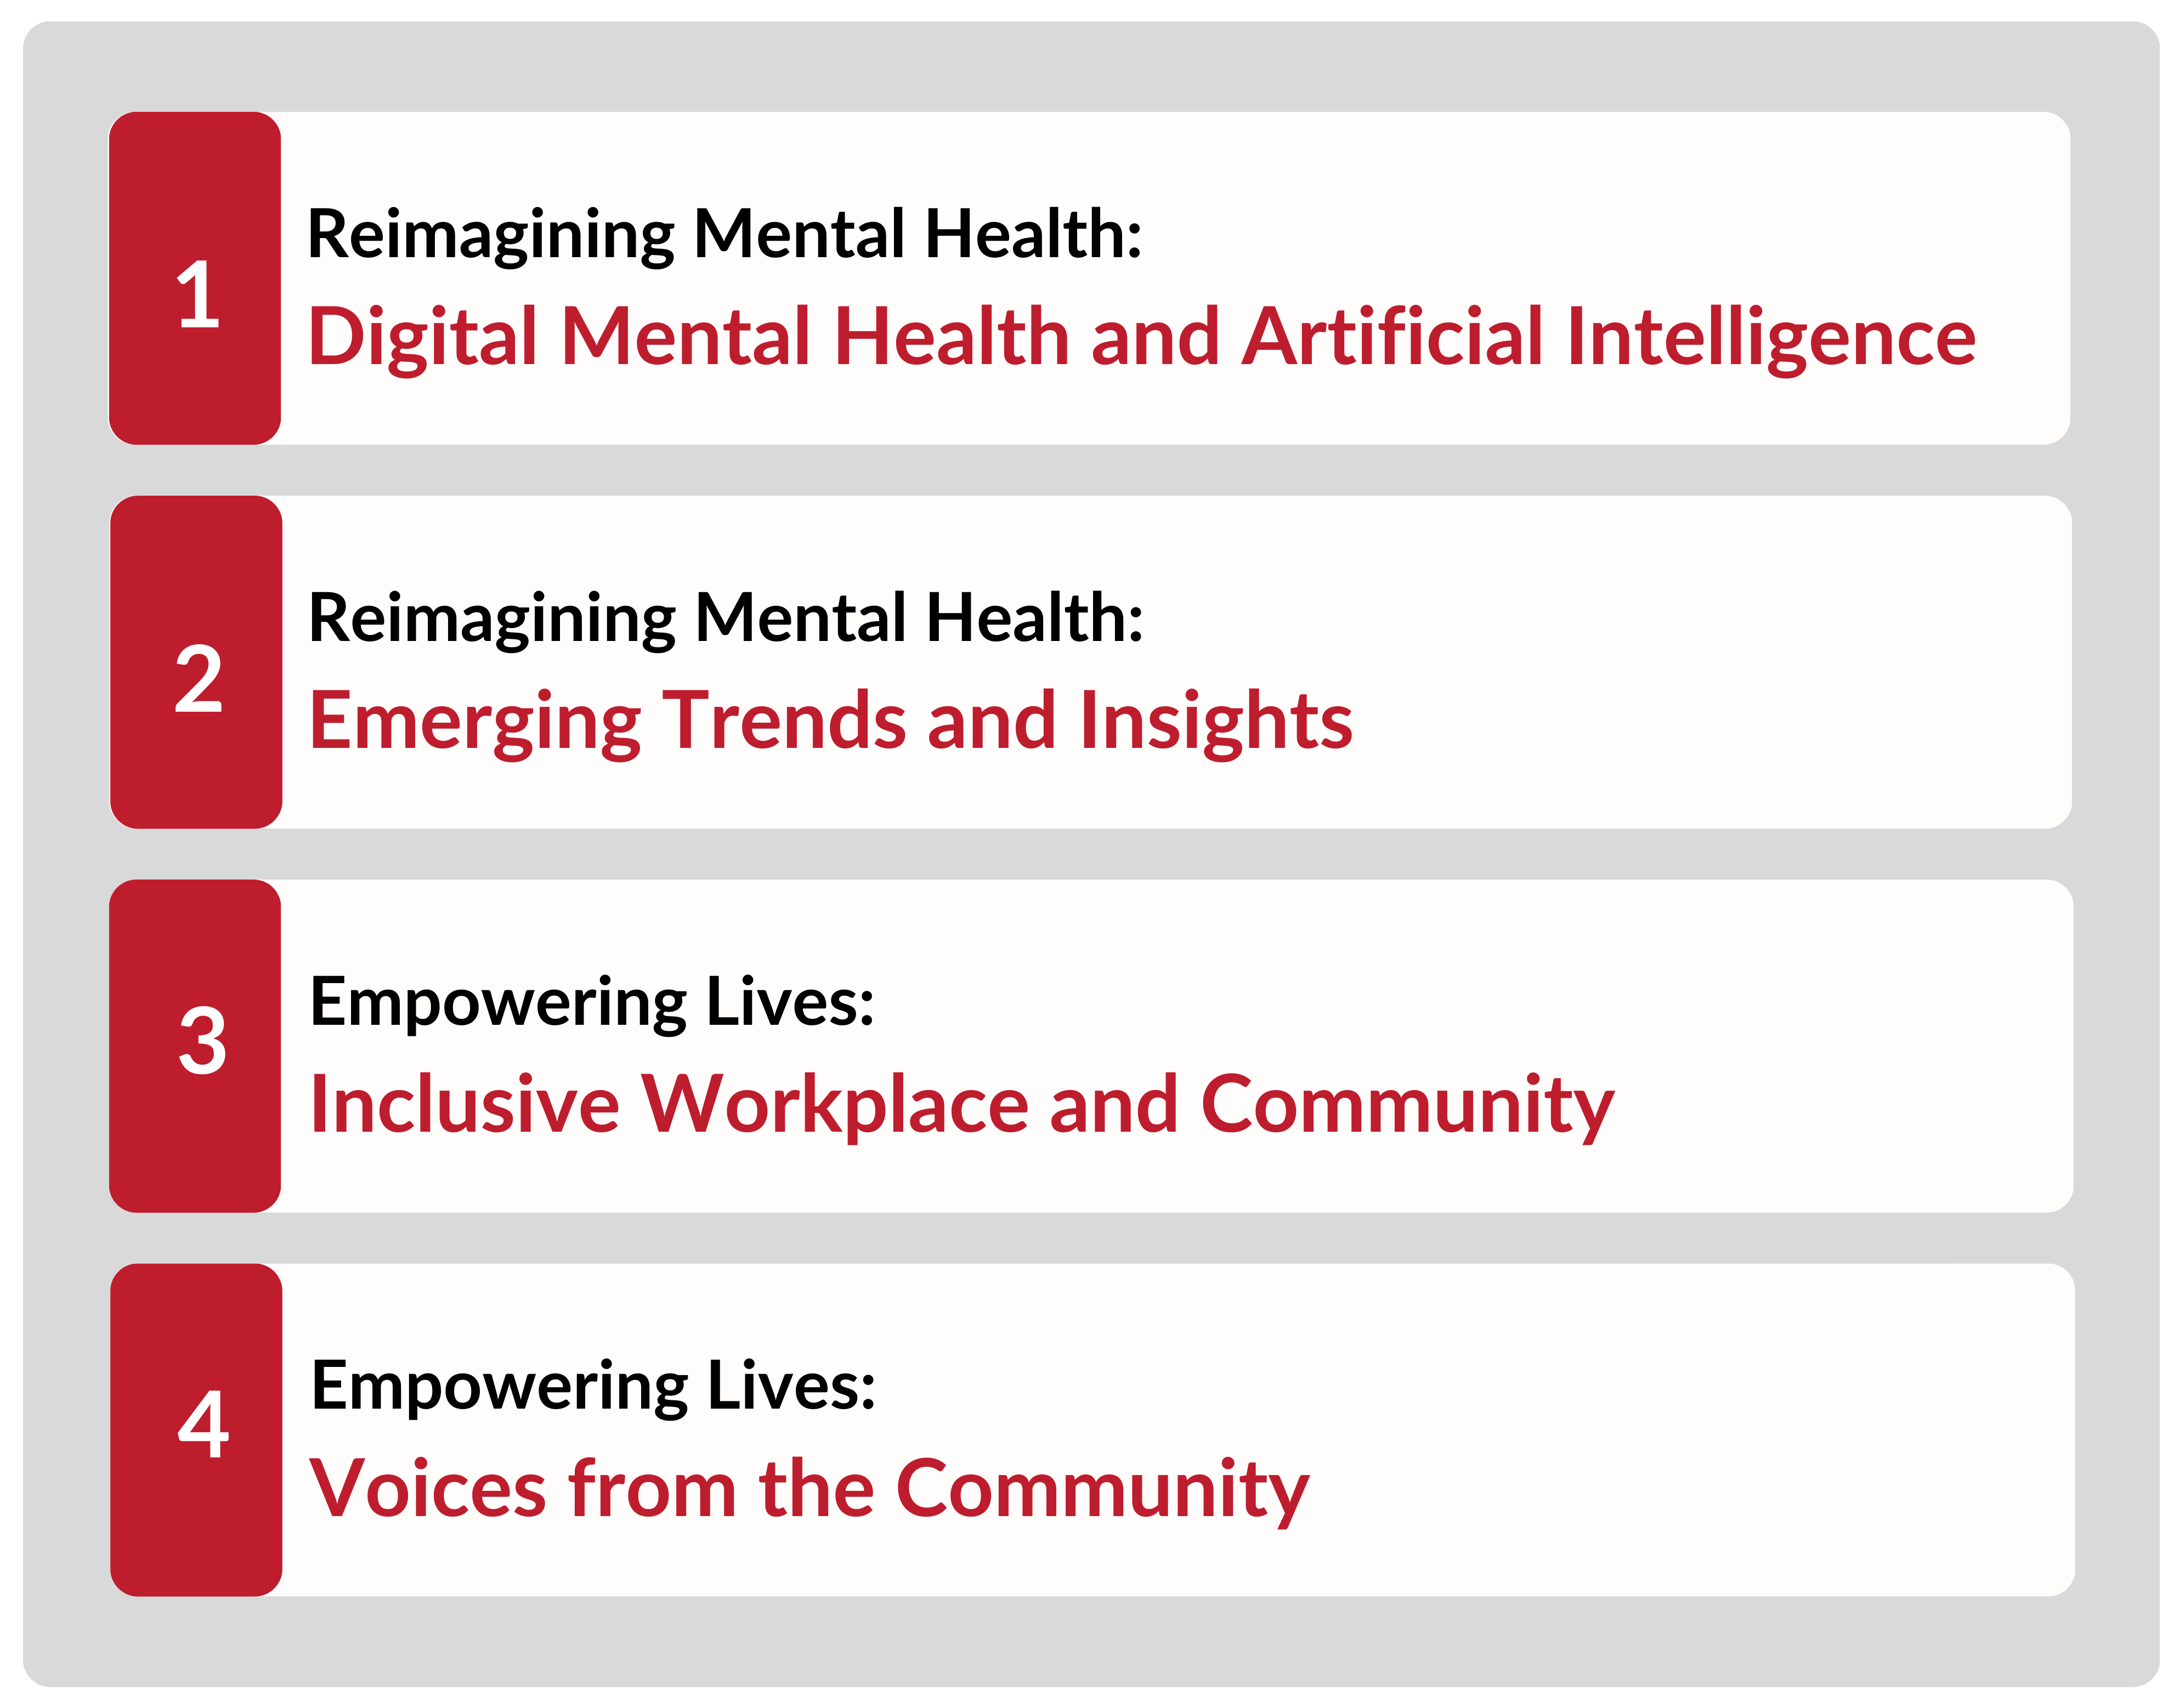 1
Reimagining Mental Health:
Digital Mental Health and Artificial Intelligence
2
Reimagining Mental Health:
Emerging Trends and Insights
3
Empowering Lives:
Inclusive Workplace and Community
4
Empowering Lives:
Voices from the Community